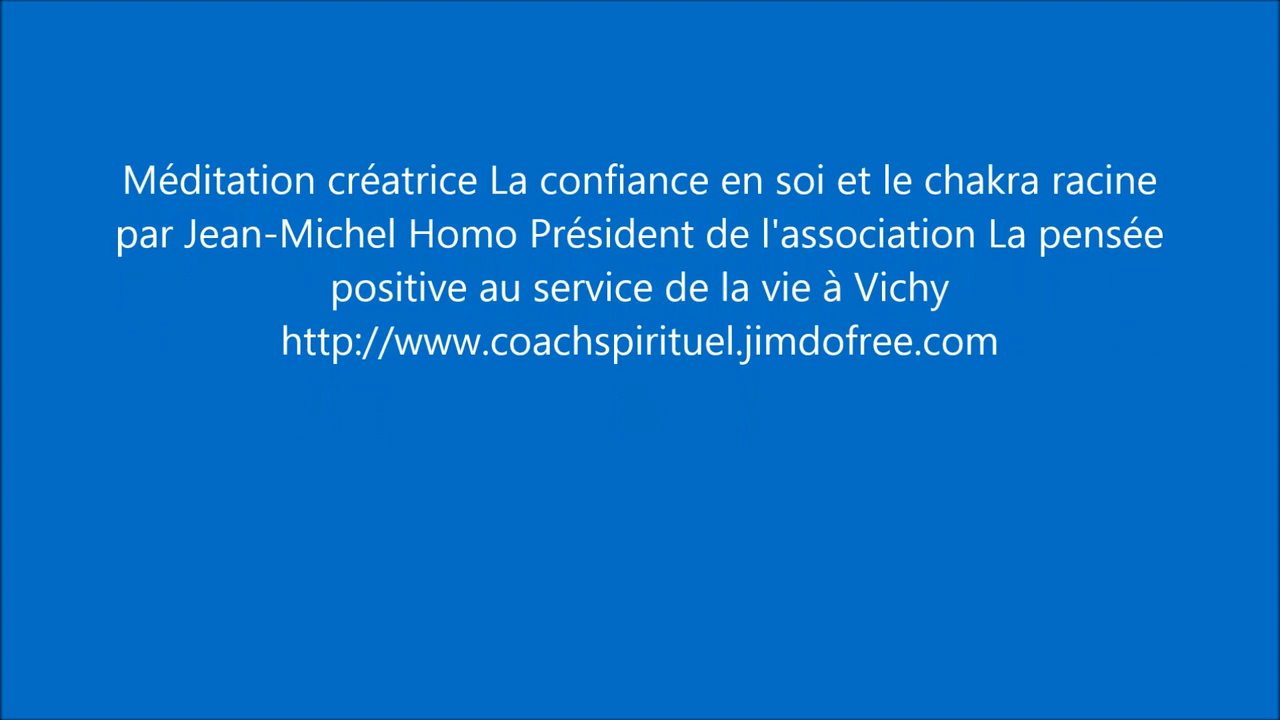 Méditation créatrice La confiance en soi et le chakra racine
par Jean-Michel Homo Président de l'association La pensée
positive au service de la vie à Vichy
http://www.coachspirituel.jimdofree.com